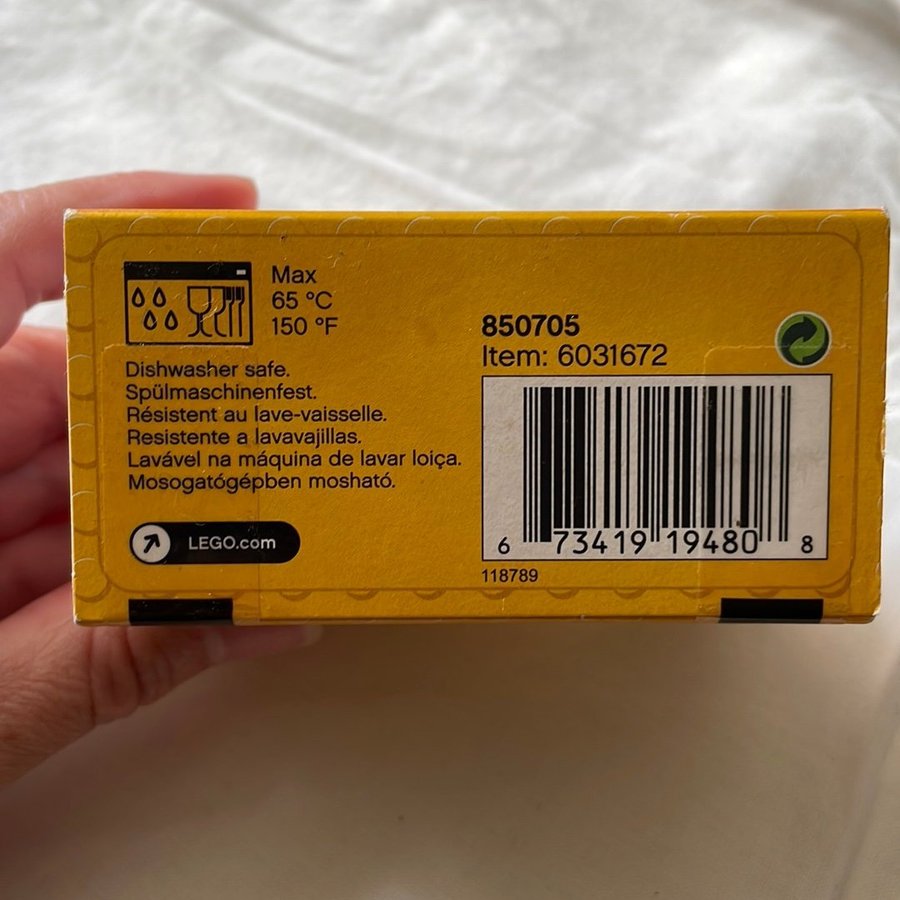 Max
65 °C
150 °F
Dishwasher safe.
Spülmaschinenfest.
Résistent au lave-vaisselle.
Resistente a lavavajillas.
Lavável na máquina de lavar loiça.
Mosogatógépben mosható.
LEGO.com
850705
Item: 6031672
6 73419 19480 8
118789